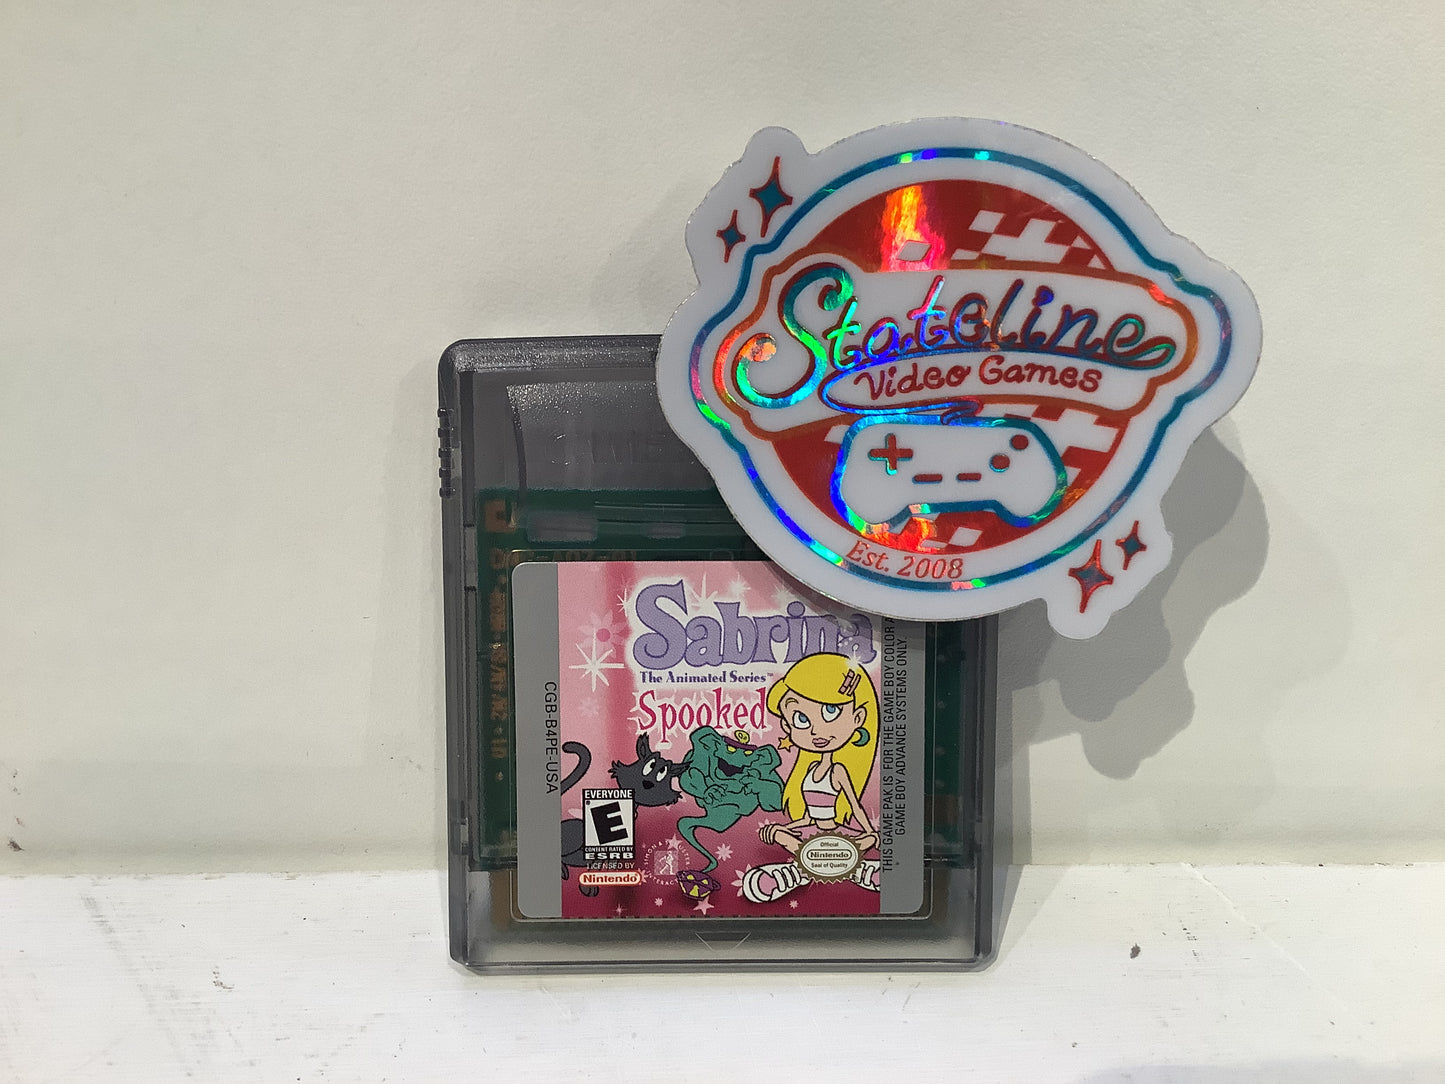 Stateline
Video Games
Est. 2008
Sabrina
The Animated Series™
Spooked
CGB-B4PE-USA
EVERYONE
E
CONTENT RATED BY
ESRB
LICENSED BY
Nintendo
Official
Nintendo
Seal of Quality
THIS GAME PAK IS FOR THE GAME BOY COLOR
GAME BOY ADVANCE SYSTEMS ONLY.